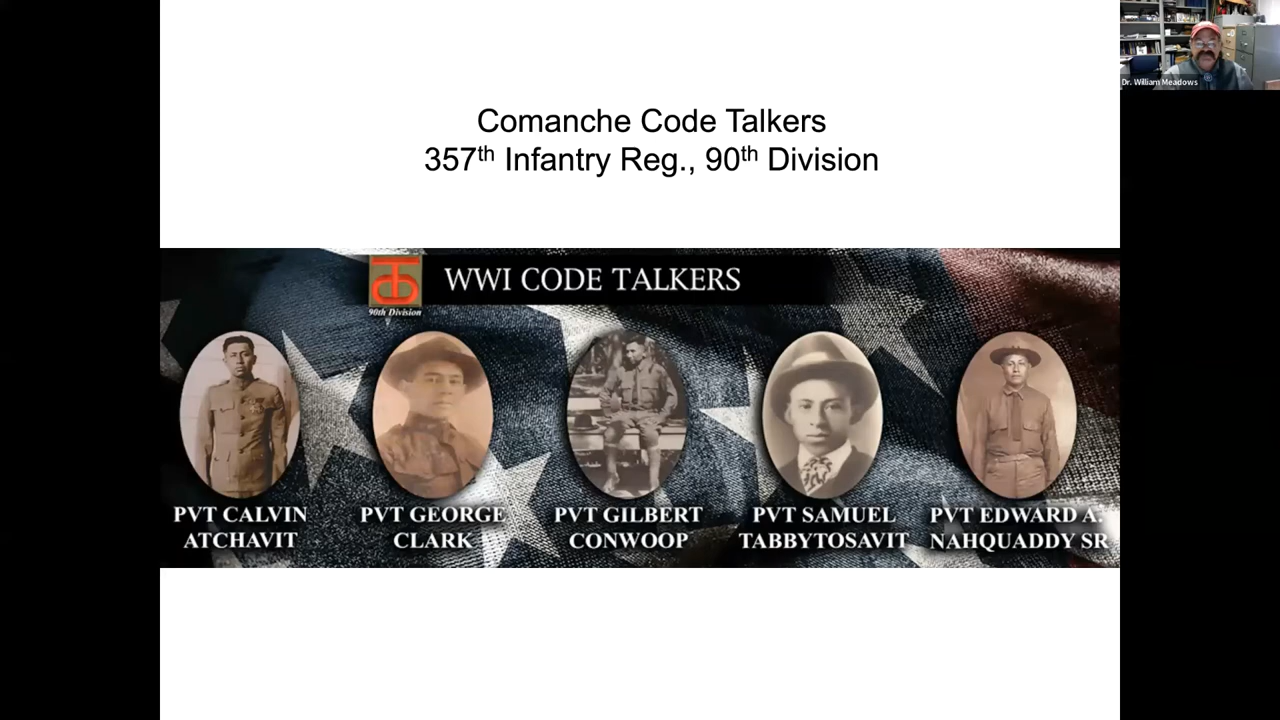 Comanche Code Talkers
357th Infantry Reg., 90th Division
WWI CODE TALKERS
90th Division
PVT CALVIN
ATCHAVIT
PVT GEORGE
CLARK
PVT GILBERT
CONWOOP
PVT SAMUEL
TABBYTOSAVIT
PVT EDWARD A.
NAHQUADDY SR
Dr. William Meadows